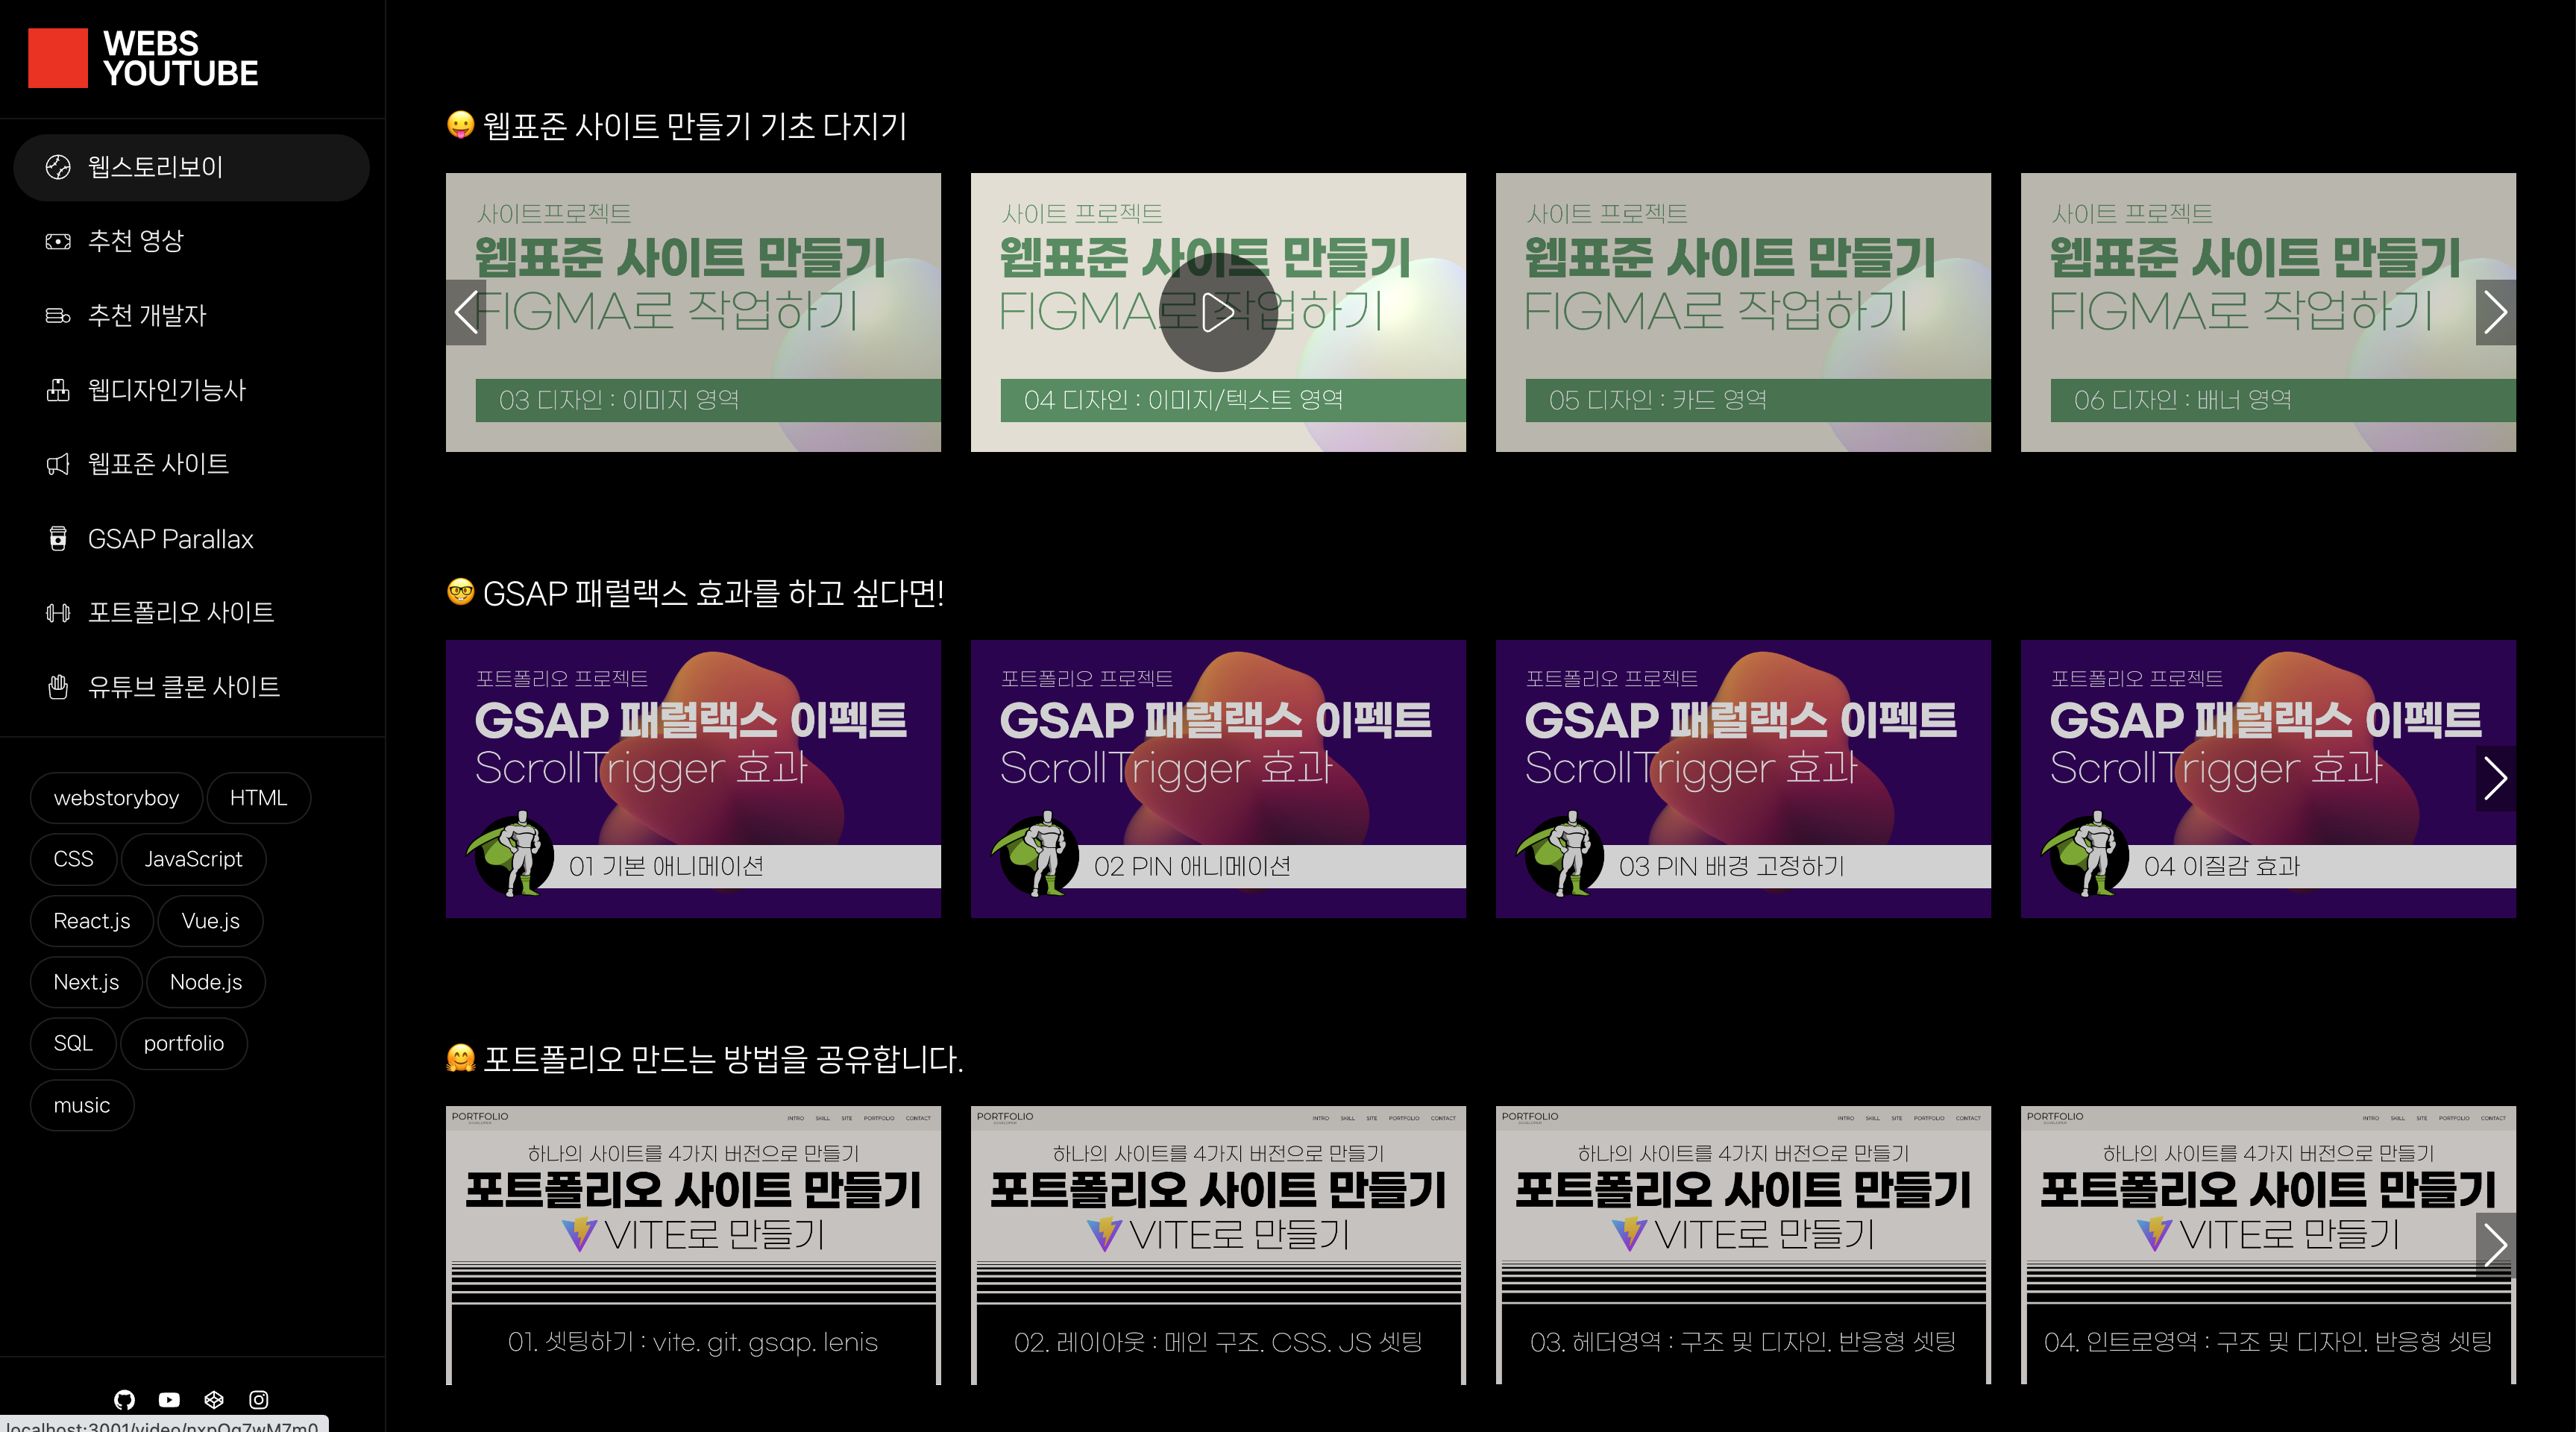 WEBS
YOUTUBE
웹스토리보이
추천 영상
추천 개발자
웹디자인기능사
웹표준 사이트
GSAP Parallax
포트폴리오 사이트
유튜브 클론 사이트
webstoryboy
HTML
CSS
JavaScript
React.js
Vue.js
Next.js
Node.js
SQL
portfolio
music
😛 웹표준 사이트 만들기 기초 다지기
사이트프로젝트
웹표준 사이트 만들기
FIGMA로 작업하기
03 디자인 : 이미지 영역
사이트 프로젝트
웹표준 사이트 만들기
FIGMA로 작업하기
04 디자인 : 이미지/텍스트 영역
사이트 프로젝트
웹표준 사이트 만들기
FIGMA로 작업하기
05 디자인 : 카드 영역
사이트 프로젝트
웹표준 사이트 만들기
FIGMA로 작업하기
06 디자인 : 배너 영역
🤓 GSAP 패럴랙스 효과를 하고 싶다면!
포트폴리오 프로젝트
GSAP 패럴랙스 이펙트
ScrollTrigger 효과
01 기본 애니메이션
포트폴리오 프로젝트
GSAP 패럴랙스 이펙트
ScrollTrigger 효과
02 PIN 애니메이션
포트폴리오 프로젝트
GSAP 패럴랙스 이펙트
ScrollTrigger 효과
03 PIN 배경 고정하기
포트폴리오 프로젝트
GSAP 패럴랙스 이펙트
ScrollTrigger 효과
04 이질감 효과
🤗 포트폴리오 만드는 방법을 공유합니다.
PORTFOLIO
DEVELOPER
INTRO SKILL SITE PORTFOLIO CONTACT
하나의 사이트를 4가지 버전으로 만들기
포트폴리오 사이트 만들기
VITE로 만들기
01. 셋팅하기 : vite. git. gsap. lenis
PORTFOLIO
DEVELOPER
INTRO SKILL SITE PORTFOLIO CONTACT
하나의 사이트를 4가지 버전으로 만들기
포트폴리오 사이트 만들기
VITE로 만들기
02. 레이아웃 : 메인 구조. CSS. JS 셋팅
PORTFOLIO
DEVELOPER
INTRO SKILL SITE PORTFOLIO CONTACT
하나의 사이트를 4가지 버전으로 만들기
포트폴리오 사이트 만들기
VITE로 만들기
03. 헤더영역 : 구조 및 디자인. 반응형 셋팅
PORTFOLIO
DEVELOPER
INTRO SKILL SITE PORTFOLIO CONTACT
하나의 사이트를 4가지 버전으로 만들기
포트폴리오 사이트 만들기
VITE로 만들기
04. 인트로영역 : 구조 및 디자인. 반응형 셋팅